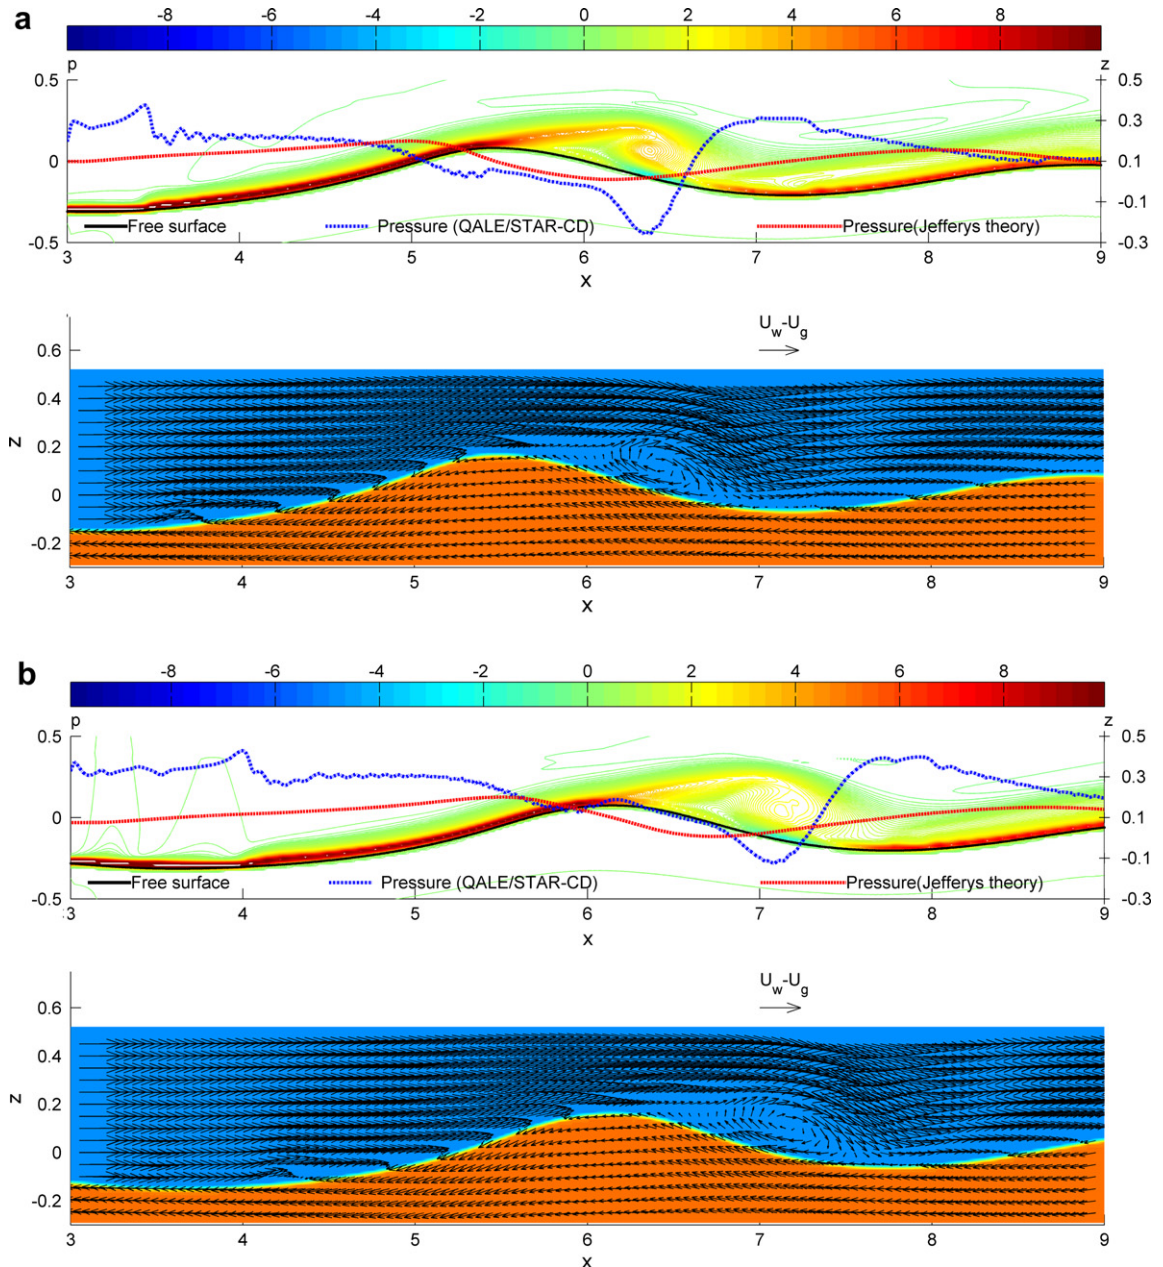 a
-8 -6 -4 -2 0 2 4 6 8
p z
0.5 0.5
0.3
0 0.1
-0.1
Free surface Pressure (QALE/STAR-CD) Pressure(Jefferys theory)
-0.5 -0.3
3 4 5 6 7 8 9
x
U_w-U_g
0.6
0.4
z
0.2
0
-0.2
3 4 5 6 7 8 9
x
b
-8 -6 -4 -2 0 2 4 6 8
p z
0.5 0.5
0.3
0 0.1
-0.1
Free surface Pressure (QALE/STAR-CD) Pressure(Jefferys theory)
-0.5 -0.3
3 4 5 6 7 8 9
x
U_w-U_g
0.6
0.4
z
0.2
0
-0.2
3 4 5 6 7 8 9
x